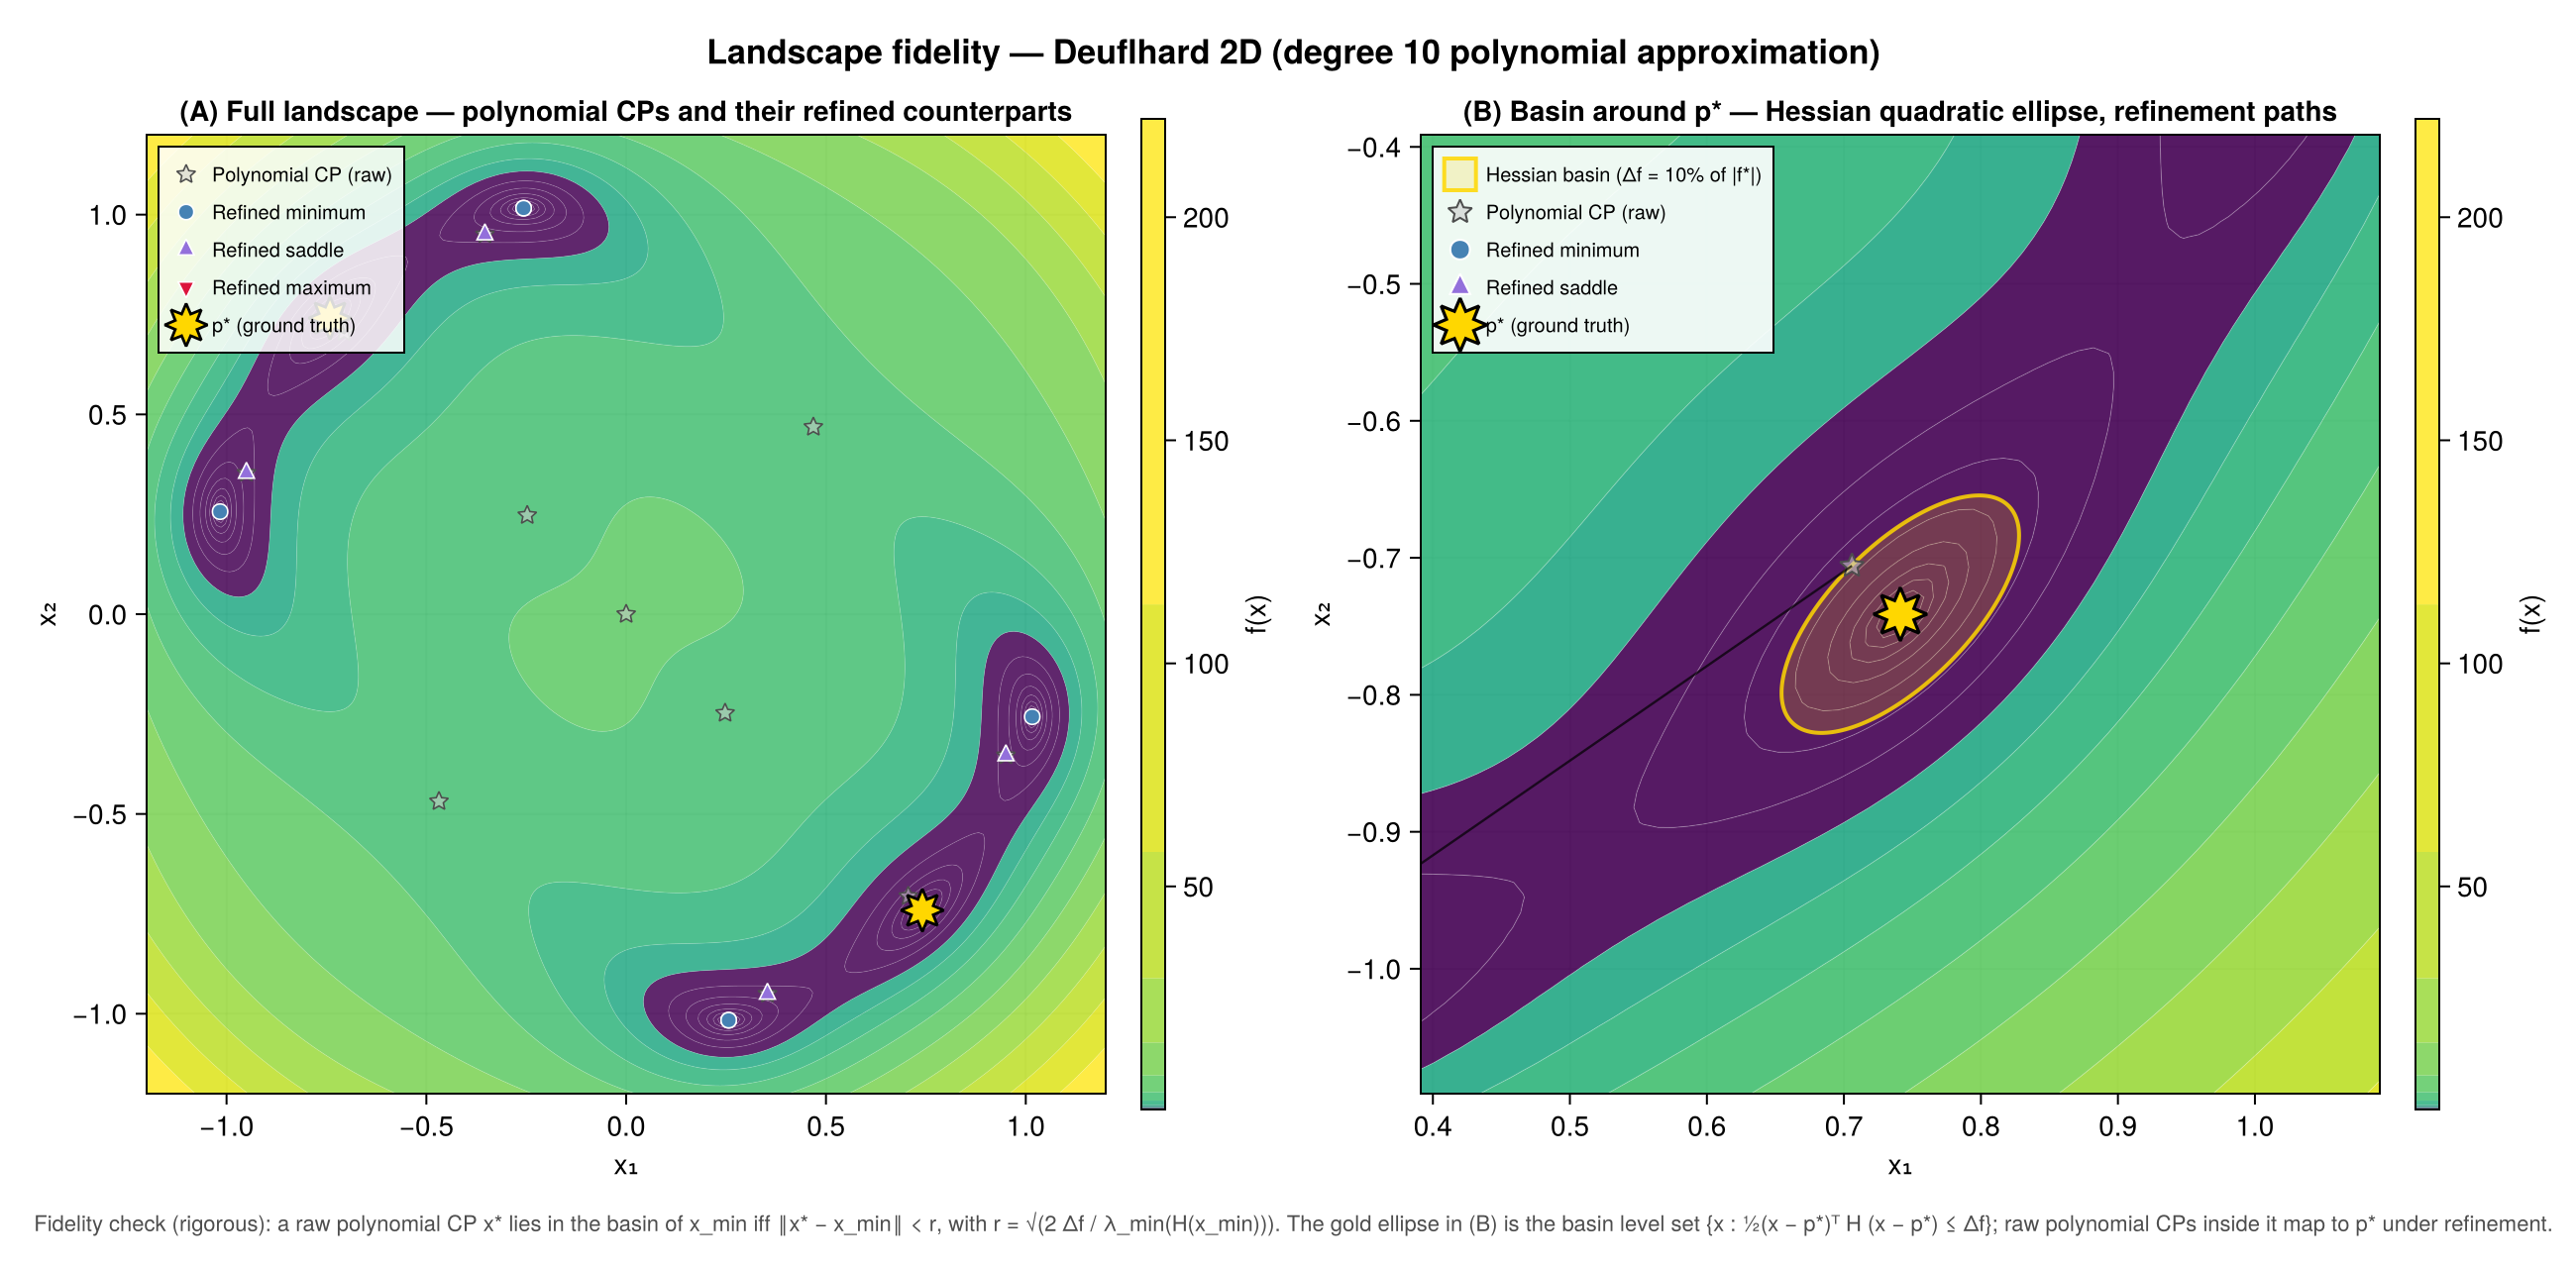 Landscape fidelity — Deuflhard 2D (degree 10 polynomial approximation)
(A) Full landscape — polynomial CPs and their refined counterparts
Polynomial CP (raw)
Refined minimum
Refined saddle
Refined maximum
p* (ground truth)
1.0
0.5
0.0
−0.5
−1.0
x₂
−1.0
−0.5
0.0
0.5
1.0
x₁
200
150
100
50
f(x)
(B) Basin around p* — Hessian quadratic ellipse, refinement paths
Hessian basin (Δf = 10% of |f*|)
Polynomial CP (raw)
Refined minimum
Refined saddle
p* (ground truth)
−0.4
−0.5
−0.6
−0.7
−0.8
−0.9
−1.0
x₂
0.4
0.5
0.6
0.7
0.8
0.9
1.0
x₁
200
150
100
50
f(x)
Fidelity check (rigorous): a raw polynomial CP x* lies in the basin of x_min iff ‖x* − x_min‖ < r, with r = √(2 Δf / λ_min(H(x_min))). The gold ellipse in (B) is the basin level set {x : ½(x − p*)ᵀ H (x − p*) ≤ Δf}; raw polynomial CPs inside it map to p* under refinement.